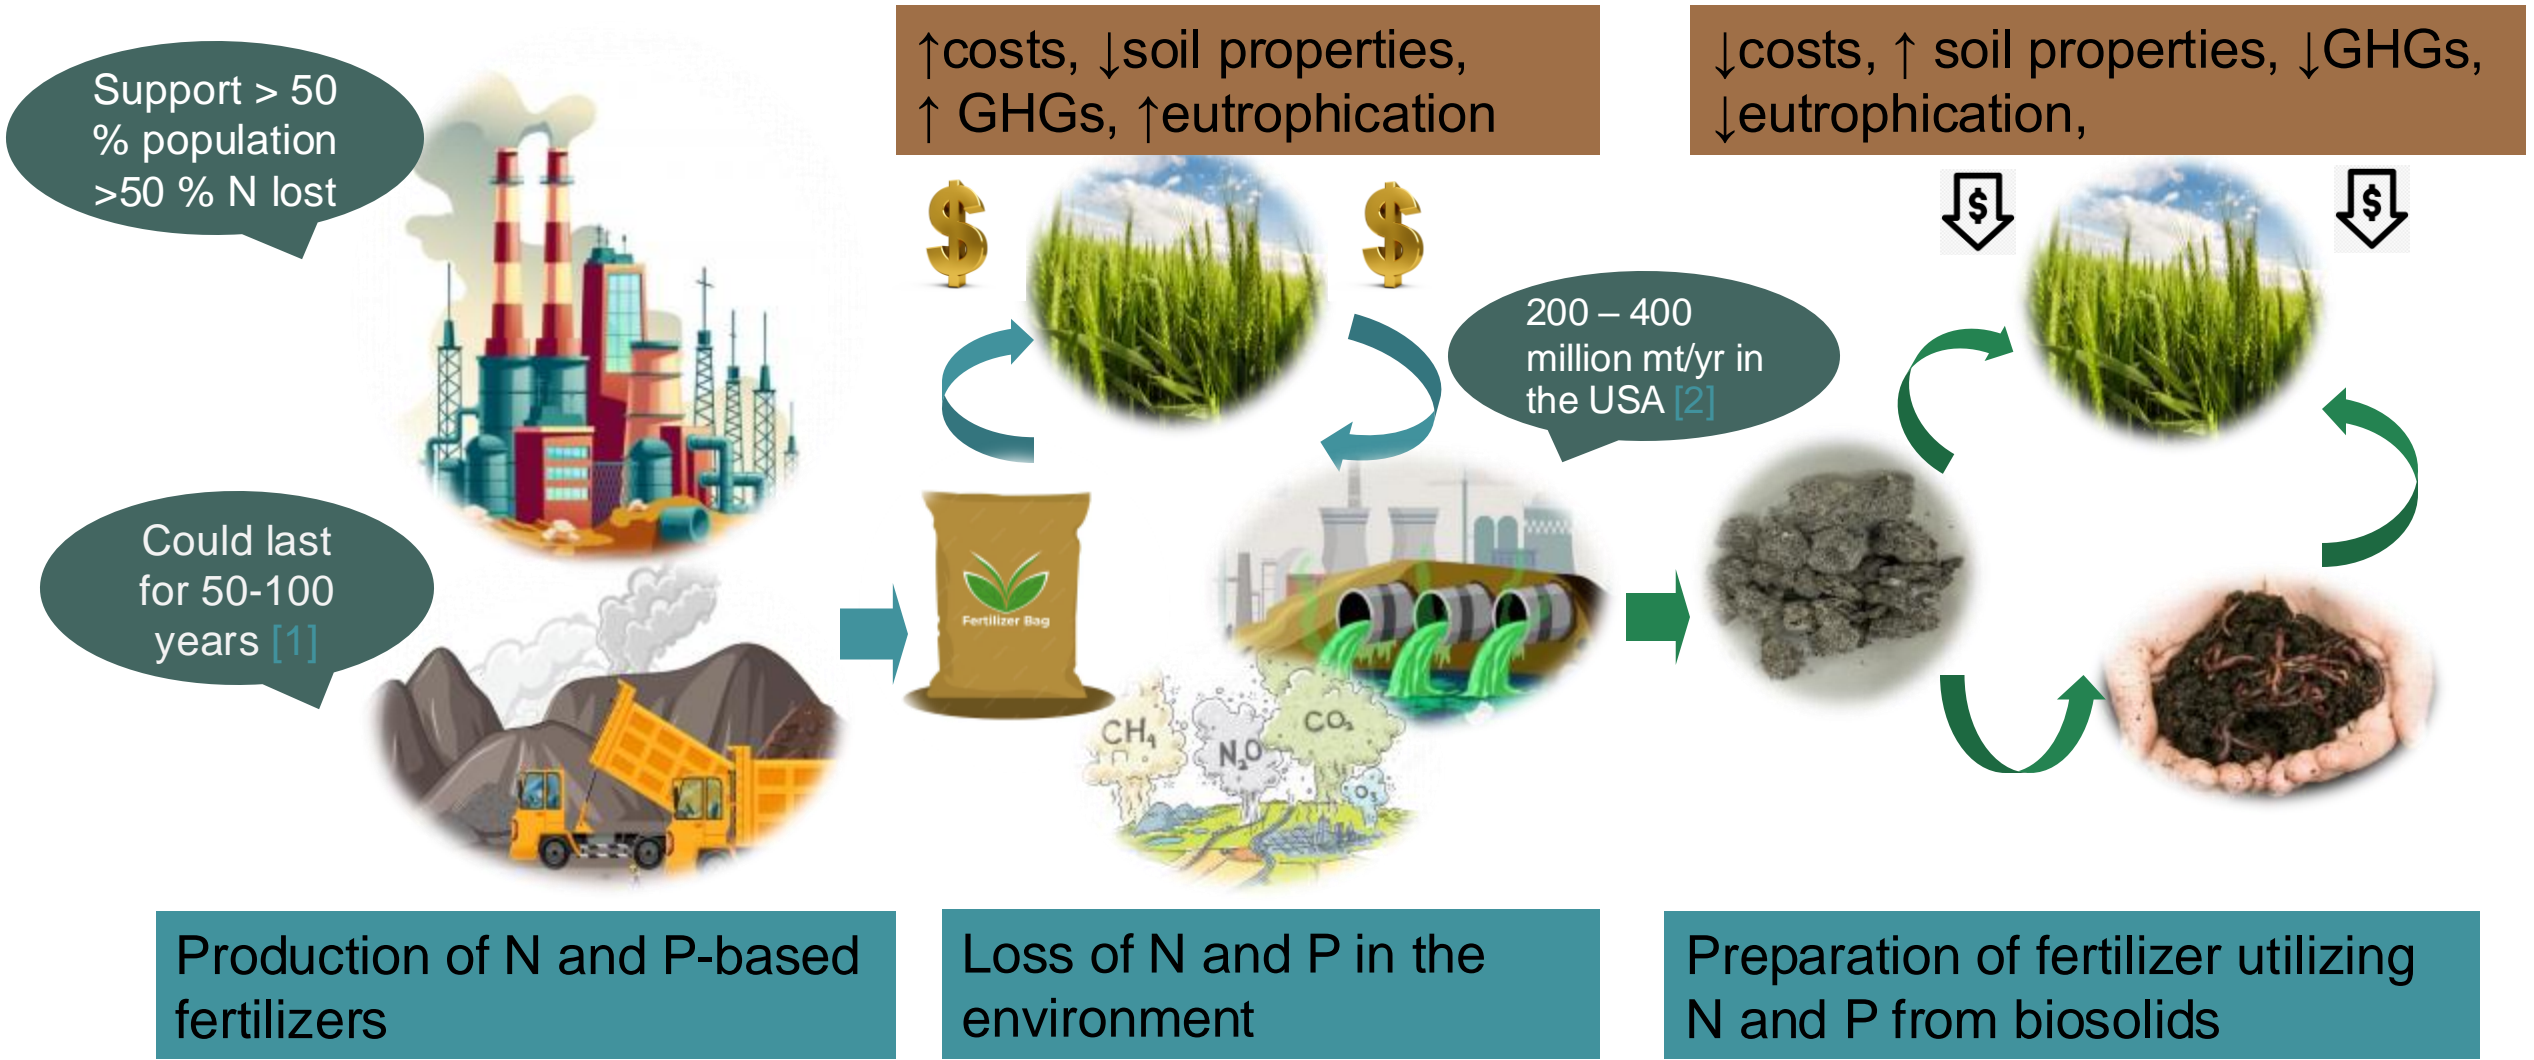 Support > 50
% population
>50 % N lost
Could last
for 50-100
years [1]
Production of N and P-based
fertilizers
↑costs, ↓soil properties,
↑ GHGs, ↑eutrophication
$
$
200 – 400
million mt/yr in
the USA [2]
Fertilizer Bag
CH4
N2O
CO2
O3
Loss of N and P in the
environment
↓costs, ↑ soil properties, ↓GHGs,
↓eutrophication,
$
$
Preparation of fertilizer utilizing
N and P from biosolids